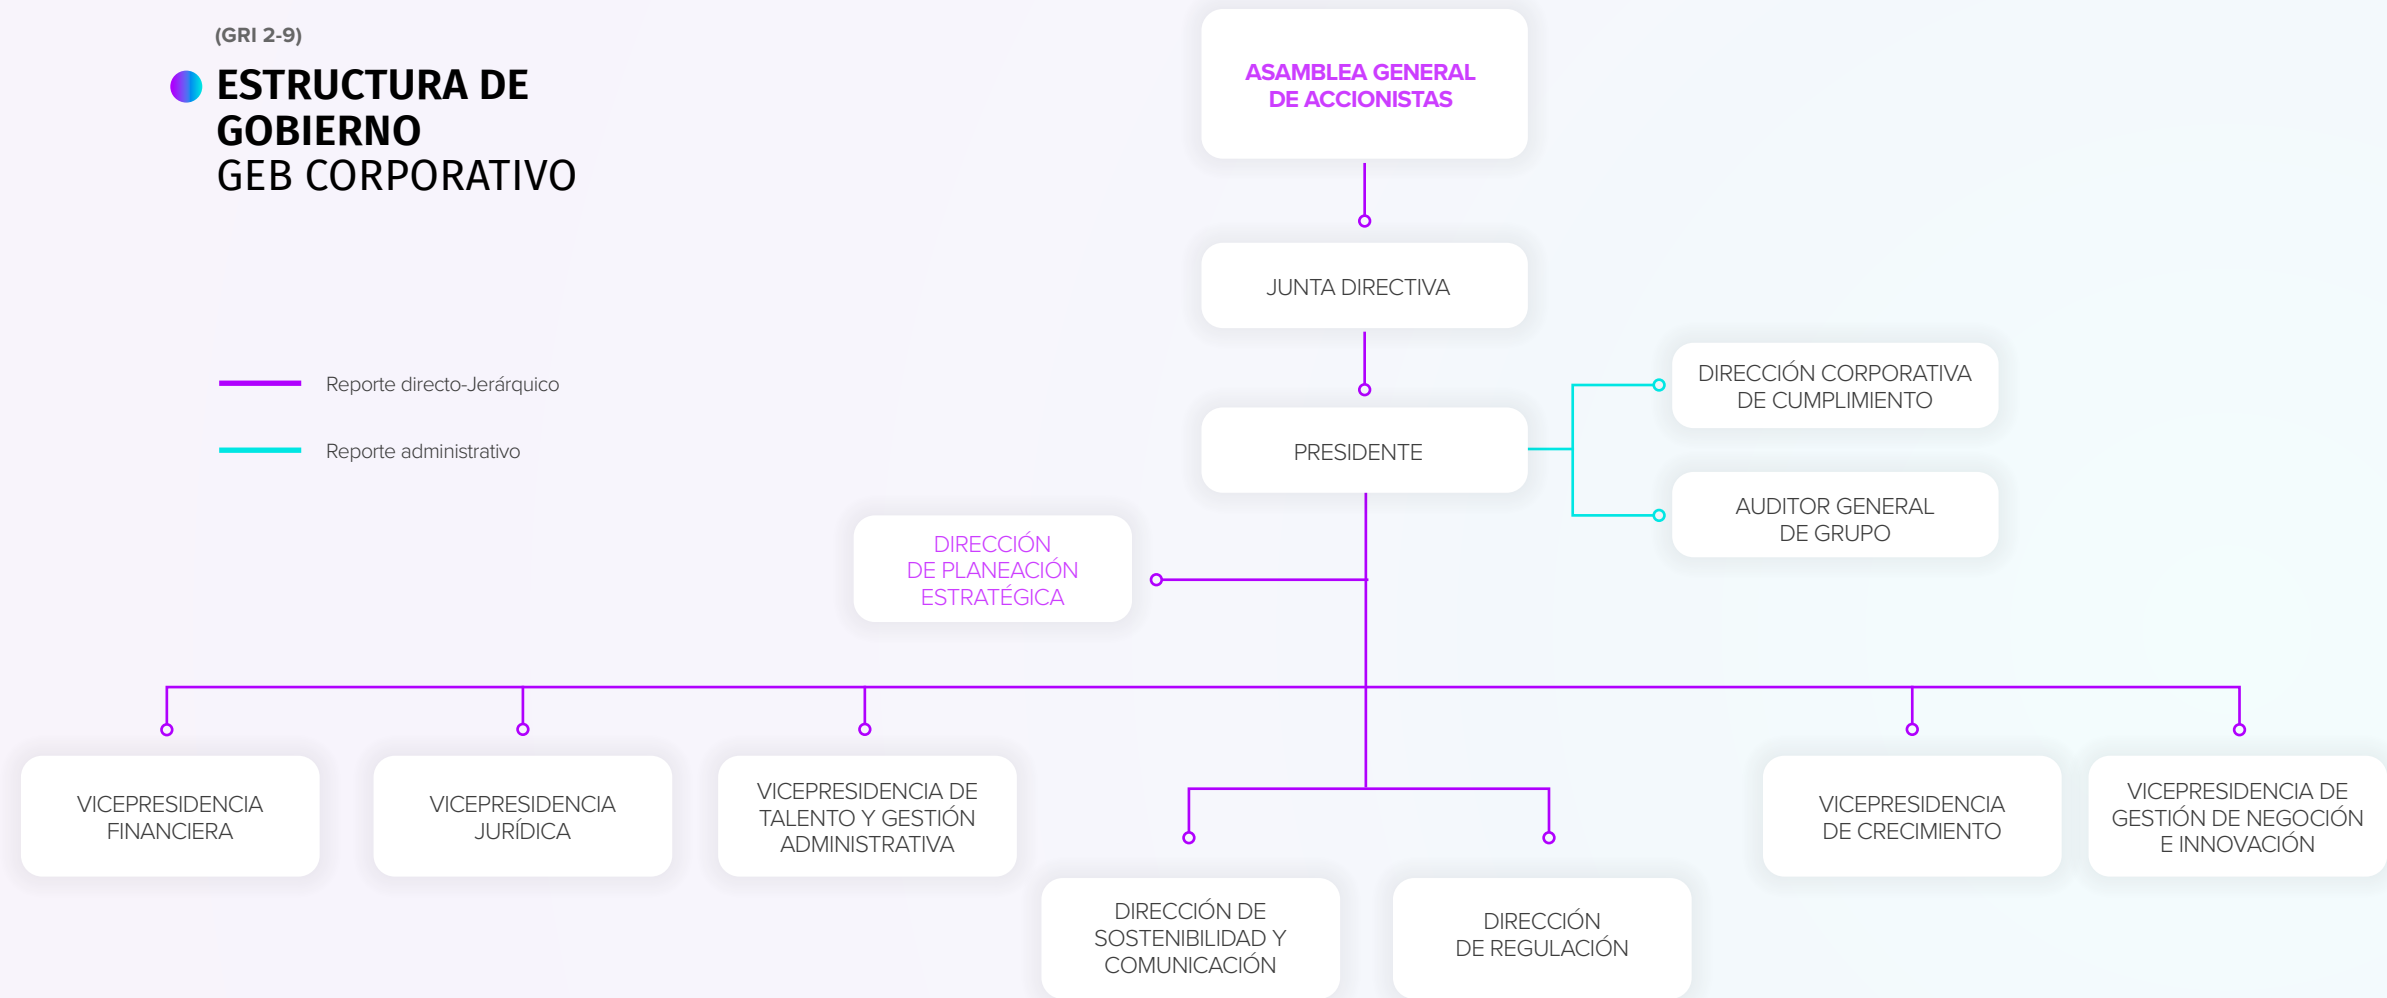 (GRI 2-9)
ESTRUCTURA DE
GOBIERNO
GEB CORPORATIVO
ASAMBLEA GENERAL
DE ACCIONISTAS
JUNTA DIRECTIVA
Reporte directo-Jerárquico
Reporte administrativo
PRESIDENTE
DIRECCIÓN CORPORATIVA
DE CUMPLIMIENTO
AUDITOR GENERAL
DE GRUPO
DIRECCIÓN
DE PLANEACIÓN
ESTRATÉGICA
VICEPRESIDENCIA
FINANCIERA
VICEPRESIDENCIA
JURÍDICA
VICEPRESIDENCIA DE
TALENTO Y GESTIÓN
ADMINISTRATIVA
DIRECCIÓN DE
SOSTENIBILIDAD Y
COMUNICACIÓN
DIRECCIÓN
DE REGULACIÓN
VICEPRESIDENCIA
DE CRECIMIENTO
VICEPRESIDENCIA DE
GESTIÓN DE NEGOCIÓN
E INNOVACIÓN